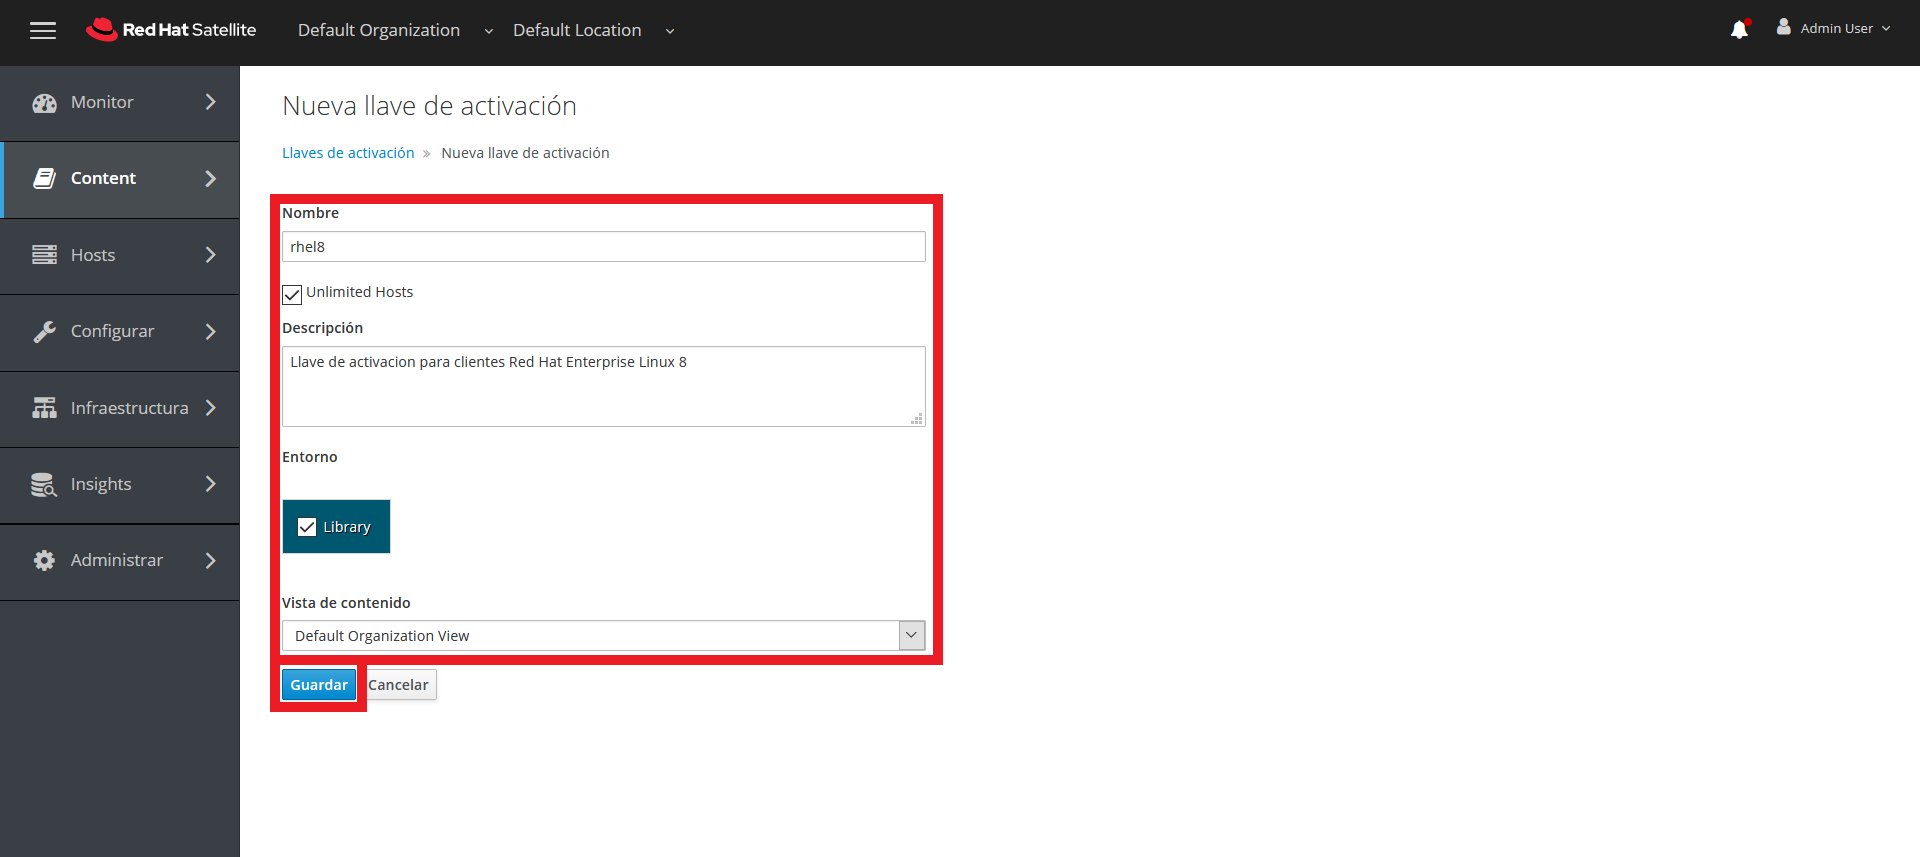 Red Hat Satellite
Default Organization
Default Location
Admin User
Monitor
Content
Hosts
Configurar
Infraestructura
Insights
Administrar
Nueva llave de activación
Llaves de activación » Nueva llave de activación
Nombre
rhel8
Unlimited Hosts
Descripción
Llave de activacion para clientes Red Hat Enterprise Linux 8
Entorno
Library
Vista de contenido
Default Organization View
Guardar Cancelar